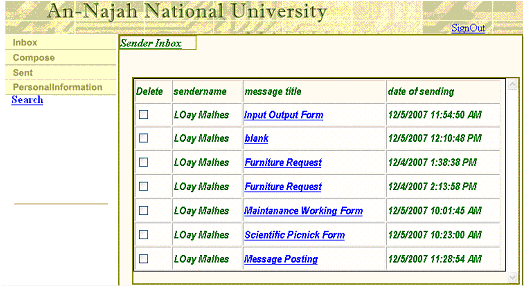 An-Najah National University
SignOut
Inbox
Compose
Sent
PersonalInformation
Search
Sender Inbox
Delete sendername message title date of sending
LOay Malhes Input Output Form 12/5/2007 11:54:50 AM
LOay Malhes blank 12/5/2007 12:10:48 PM
LOay Malhes Furniture Request 12/4/2007 1:38:38 PM
LOay Malhes Furniture Request 12/4/2007 2:13:58 PM
LOay Malhes Maintanance Working Form 12/5/2007 10:01:45 AM
LOay Malhes Scientific Picnick Form 12/5/2007 10:23:00 AM
LOay Malhes Message Posting 12/5/2007 11:28:54 AM